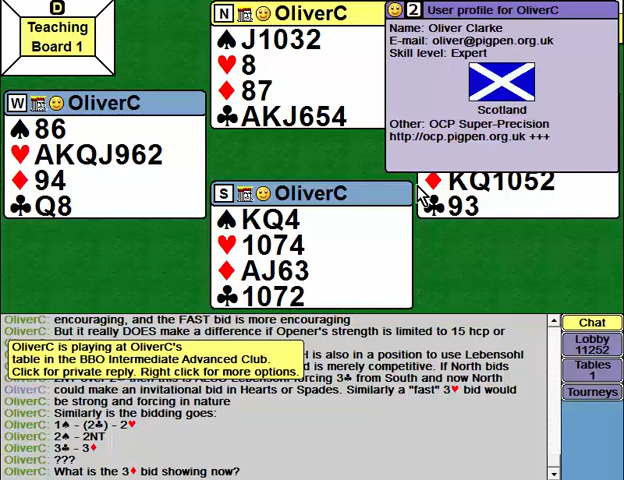 D
Teaching
Board 1
N OliverC
♠ J1032
♥ 8
♦ 87
♣ AKJ654
2 User profile for OliverC
Name: Oliver Clarke
E-mail: oliver@pigpen.org.uk
Skill level: Expert
Scotland
Other: OCP Super-Precision
http://ocp.pigpen.org.uk +++
W OliverC
♠ 86
♥ AKQJ962
♦ 94
♣ Q8
♦ KQ1052
♣ 93
S OliverC
♠ KQ4
♥ 1074
♦ AJ63
♣ 1072
OliverC: encouraging, and the FAST bid is more encouraging
OliverC: But it really DOES make a difference if Opener's strength is limited to 15 hcp or
OliverC is playing at OliverC's
table in the BBO Intermediate Advanced Club.
Click for private reply. Right click for more options.
is also in a position to use Lebensohl
is merely competitive. If North bids
forcing 3♣ from South and now North
OliverC: could make an invitational bid in Hearts or Spades. Similarly a "fast" 3♥ bid would
OliverC: be strong and forcing in nature
OliverC: Similarly is the bidding goes:
OliverC: 1♠ - (2♣) - 2♥
OliverC: 2♠ - 2NT
OliverC: 3♣ - 3♦
OliverC: ???
OliverC: What is the 3♦ bid showing now?
Chat
Lobby
11252
Tables
1
Tourneys